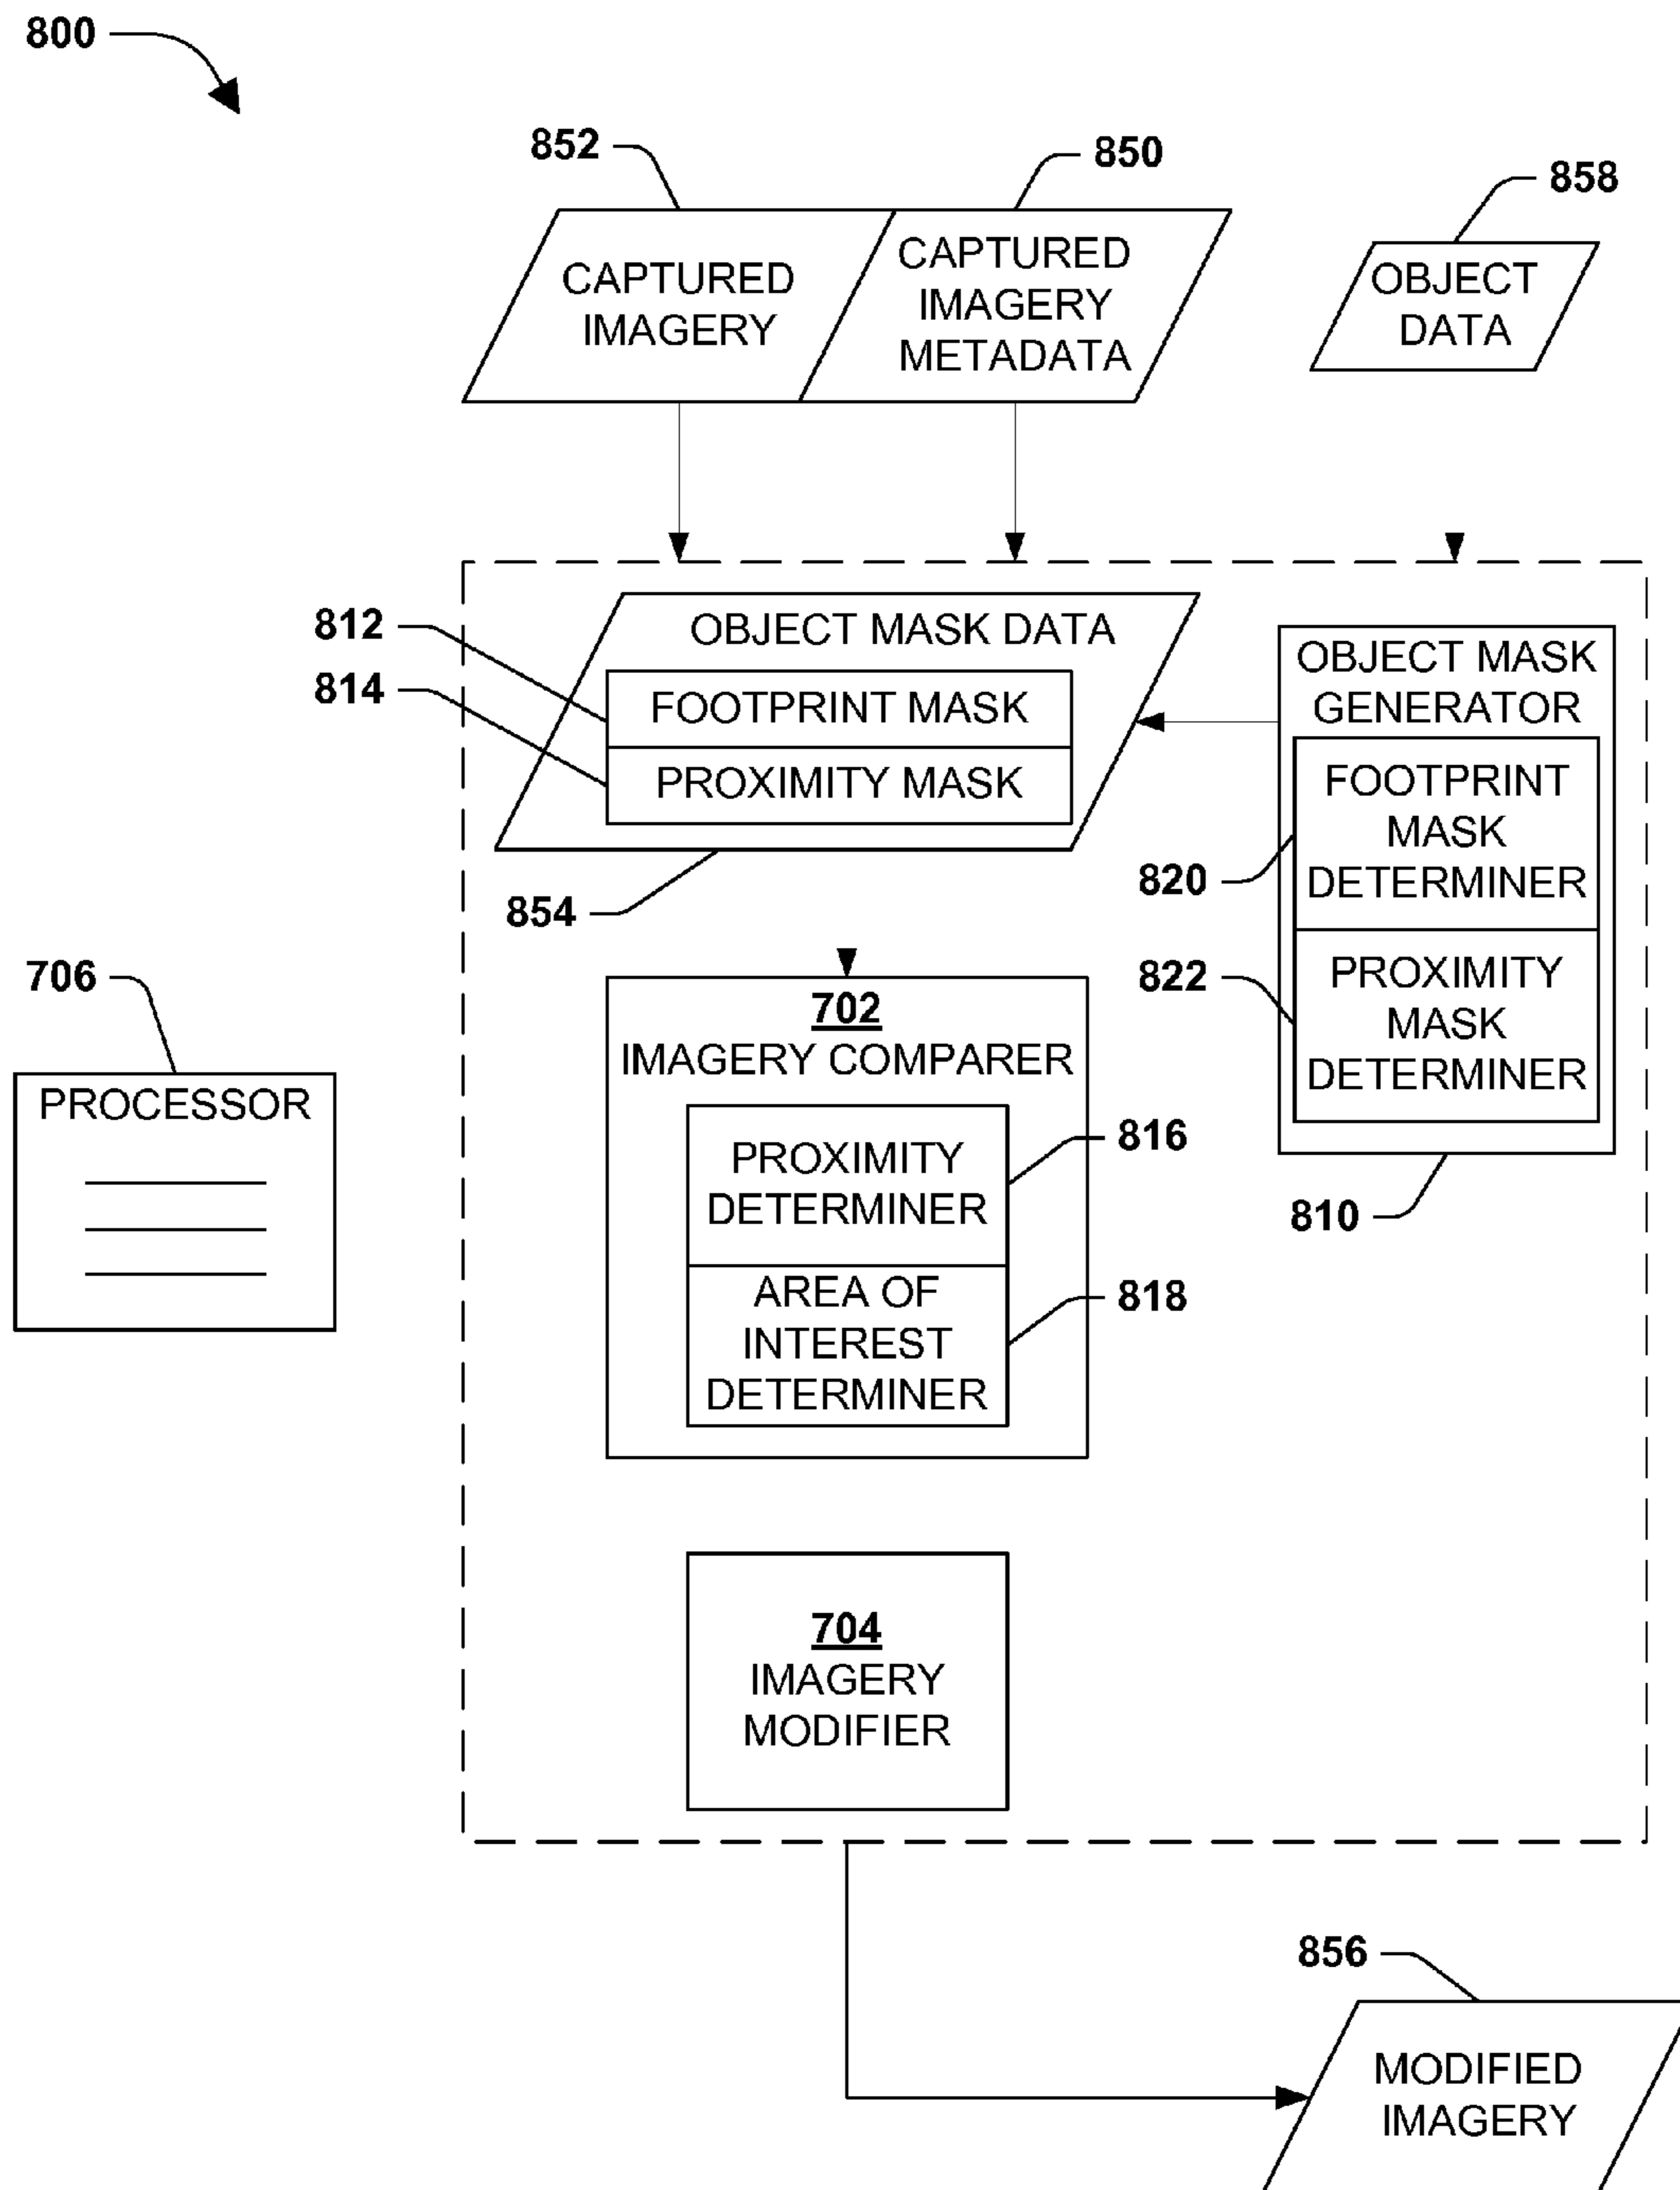 800
852
850
858
CAPTURED
IMAGERY
CAPTURED
IMAGERY
METADATA
OBJECT
DATA
812
814
OBJECT MASK DATA
FOOTPRINT MASK
PROXIMITY MASK
854
OBJECT MASK
GENERATOR
FOOTPRINT
MASK
DETERMINER
PROXIMITY
MASK
DETERMINER
820
822
810
706
PROCESSOR
702
IMAGERY COMPARER
PROXIMITY
DETERMINER
AREA OF
INTEREST
DETERMINER
816
818
704
IMAGERY
MODIFIER
856
MODIFIED
IMAGERY